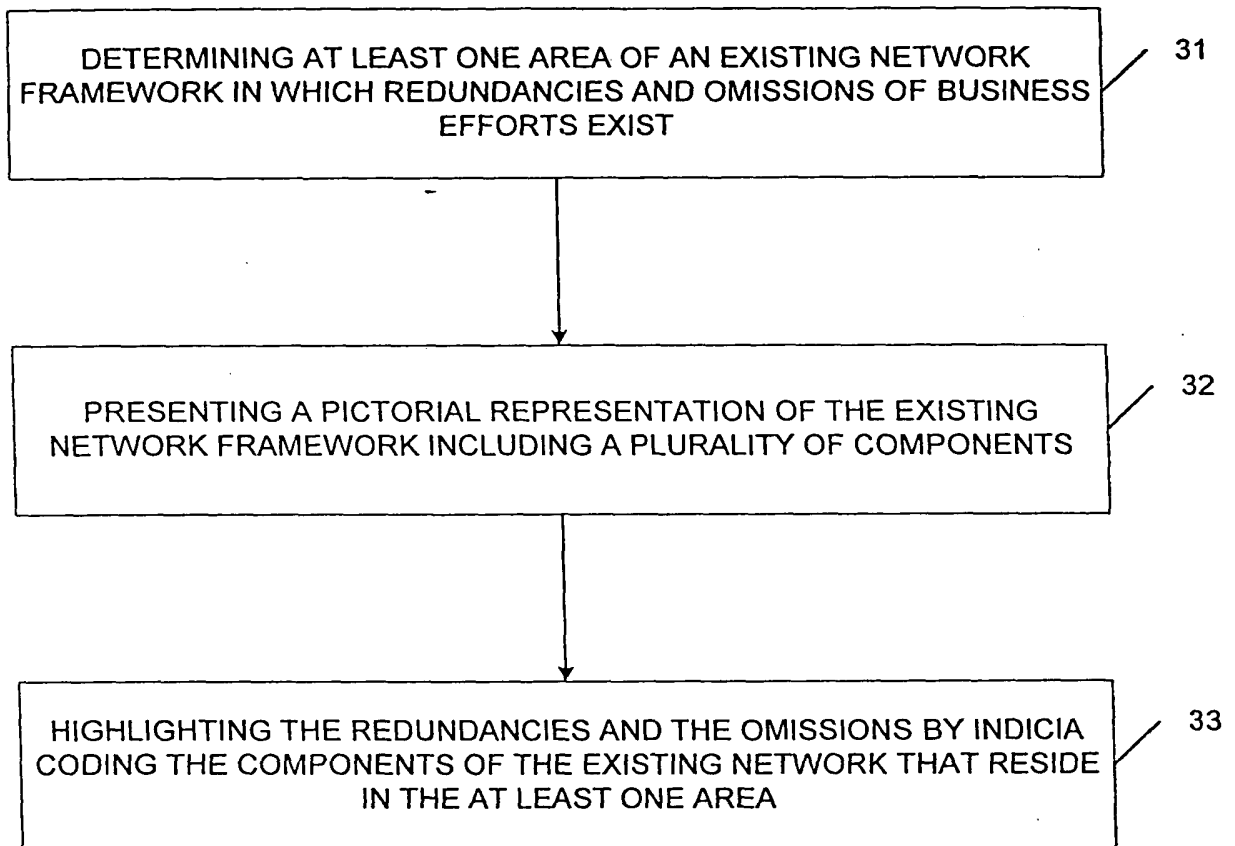 DETERMINING AT LEAST ONE AREA OF AN EXISTING NETWORK
FRAMEWORK IN WHICH REDUNDANCIES AND OMISSIONS OF BUSINESS
EFFORTS EXIST
31
PRESENTING A PICTORIAL REPRESENTATION OF THE EXISTING
NETWORK FRAMEWORK INCLUDING A PLURALITY OF COMPONENTS
32
HIGHLIGHTING THE REDUNDANCIES AND THE OMISSIONS BY INDICIA
CODING THE COMPONENTS OF THE EXISTING NETWORK THAT RESIDE
IN THE AT LEAST ONE AREA
33